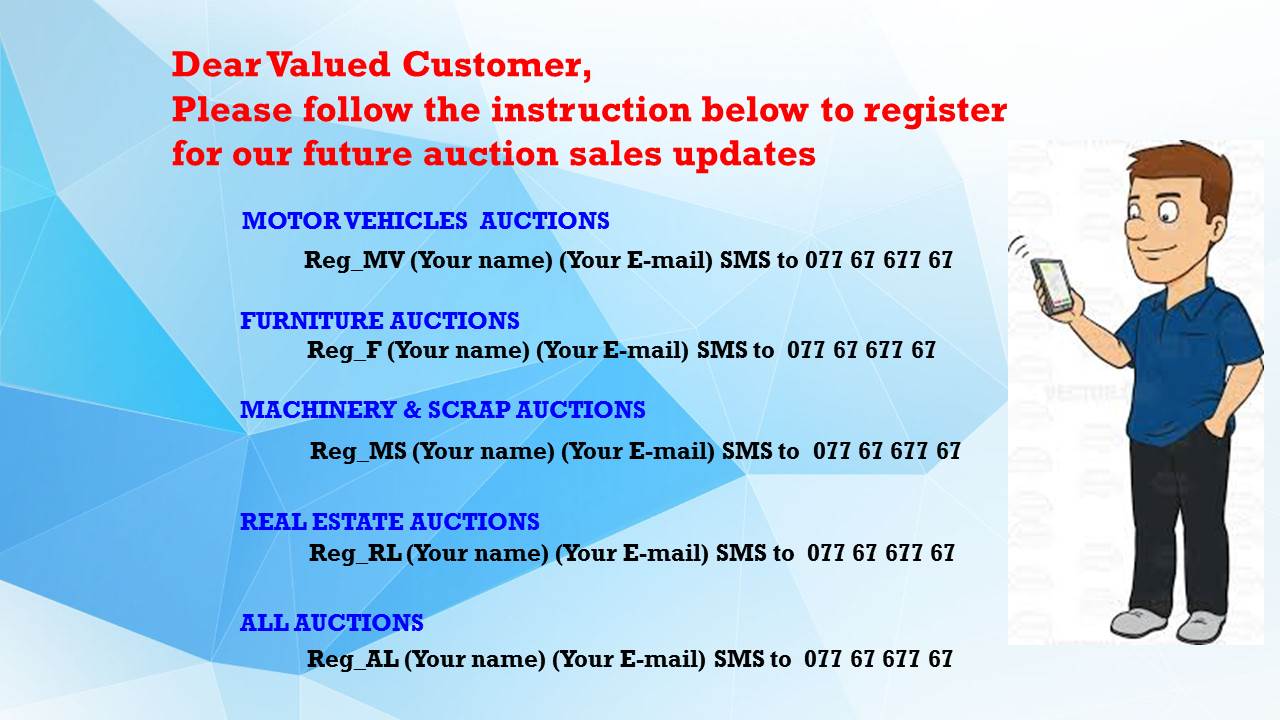 Dear Valued Customer,
Please follow the instruction below to register
for our future auction sales updates
MOTOR VEHICLES AUCTIONS
Reg_MV (Your name) (Your E-mail) SMS to 077 67 677 67
FURNITURE AUCTIONS
Reg_F (Your name) (Your E-mail) SMS to 077 67 677 67
MACHINERY & SCRAP AUCTIONS
Reg_MS (Your name) (Your E-mail) SMS to 077 67 677 67
REAL ESTATE AUCTIONS
Reg_RL (Your name) (Your E-mail) SMS to 077 67 677 67
ALL AUCTIONS
Reg_AL (Your name) (Your E-mail) SMS to 077 67 677 67